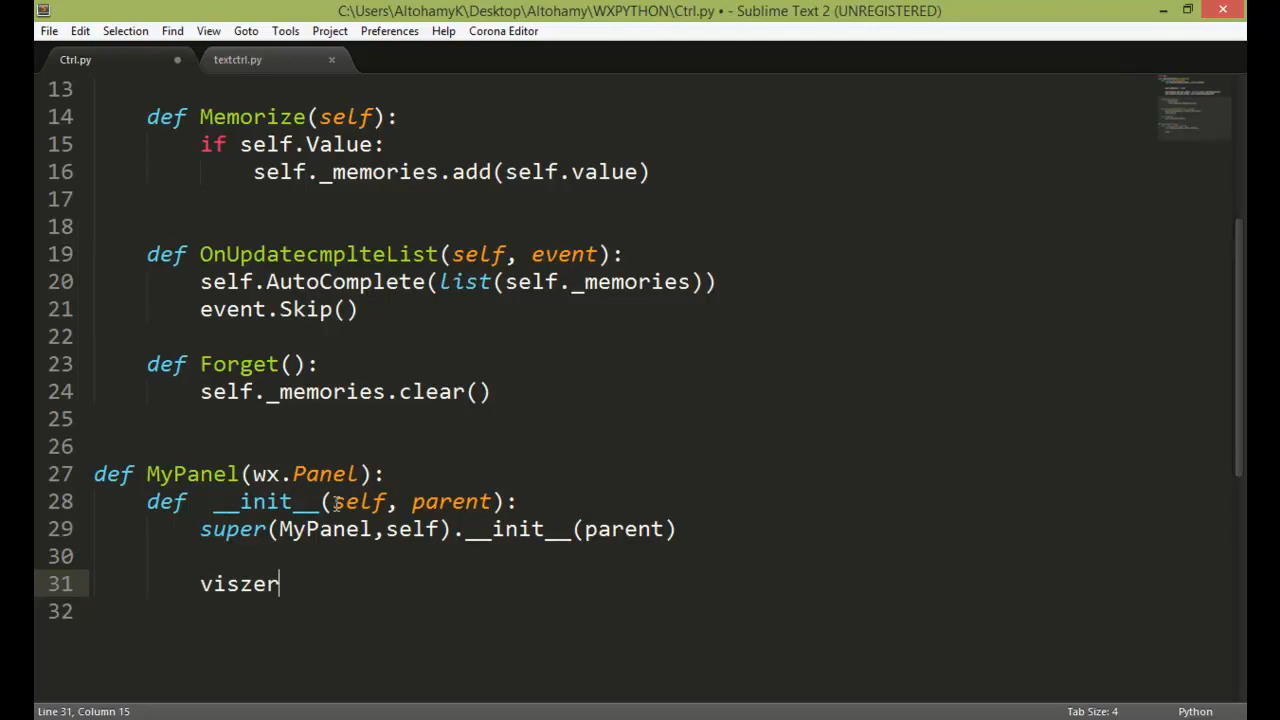 C:\Users\AltohamyK\Desktop\Altohamy\WXPYTHON\Ctrl.py • - Sublime Text 2 (UNREGISTERED)
File Edit Selection Find View Goto Tools Project Preferences Help Corona Editor
Ctrl.py textctrl.py
13
14 def Memorize(self):
15 if self.Value:
16 self._memories.add(self.value)
17
18
19 def OnUpdatecmplteList(self, event):
20 self.AutoComplete(list(self._memories))
21 event.Skip()
22
23 def Forget():
24 self._memories.clear()
25
26
27 def MyPanel(wx.Panel):
28 def __init__(self, parent):
29 super(MyPanel,self).__init__(parent)
30
31 viszer
32
Line 31, Column 15 Tab Size: 4 Python